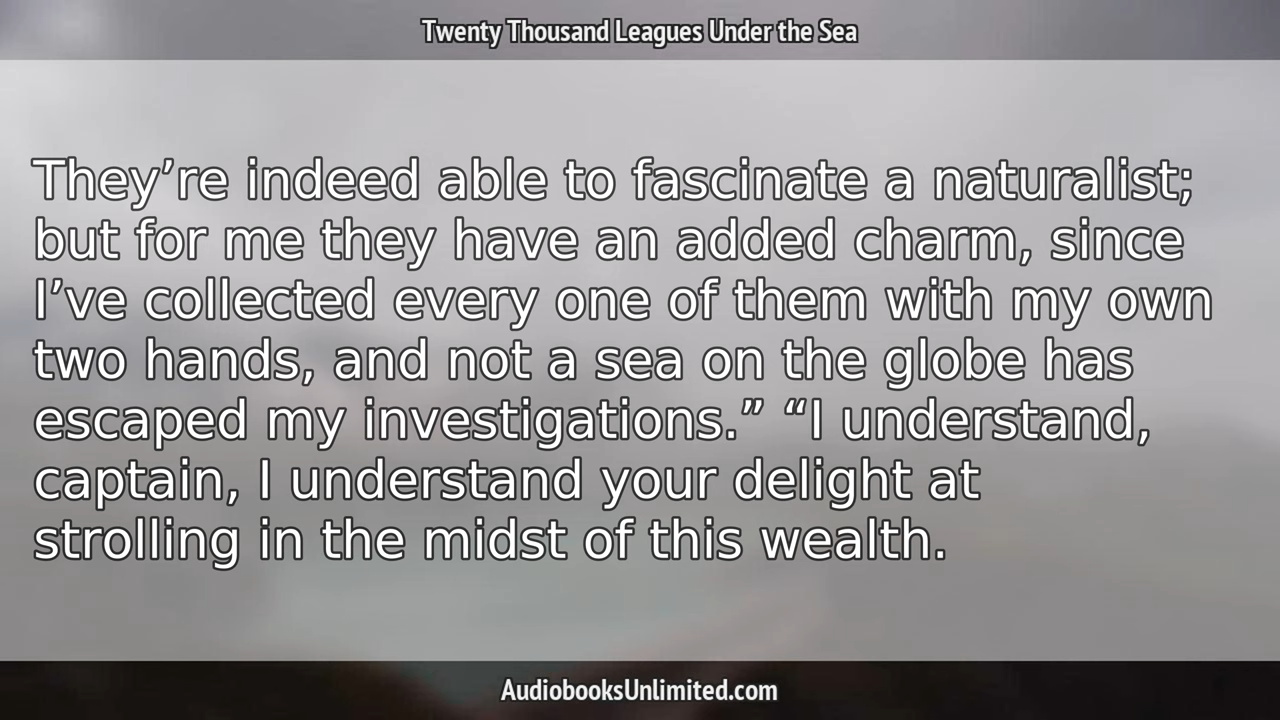 Twenty Thousand Leagues Under the Sea
They’re indeed able to fascinate a naturalist;
but for me they have an added charm, since
I’ve collected every one of them with my own
two hands, and not a sea on the globe has
escaped my investigations.” “I understand,
captain, I understand your delight at
strolling in the midst of this wealth.
AudiobooksUnlimited.com